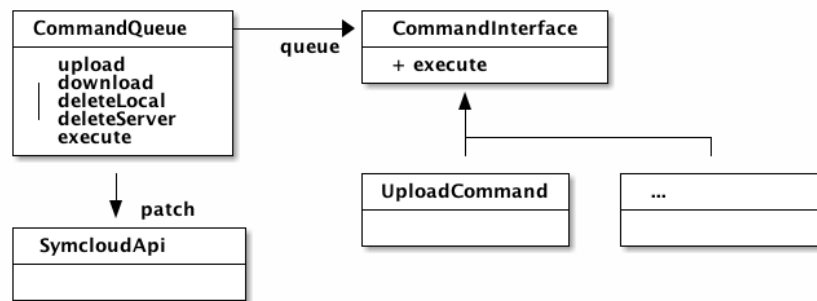 CommandQueue
upload
download
deleteLocal
deleteServer
execute
queue
CommandInterface
+ execute
UploadCommand
...
patch
SymcloudApi